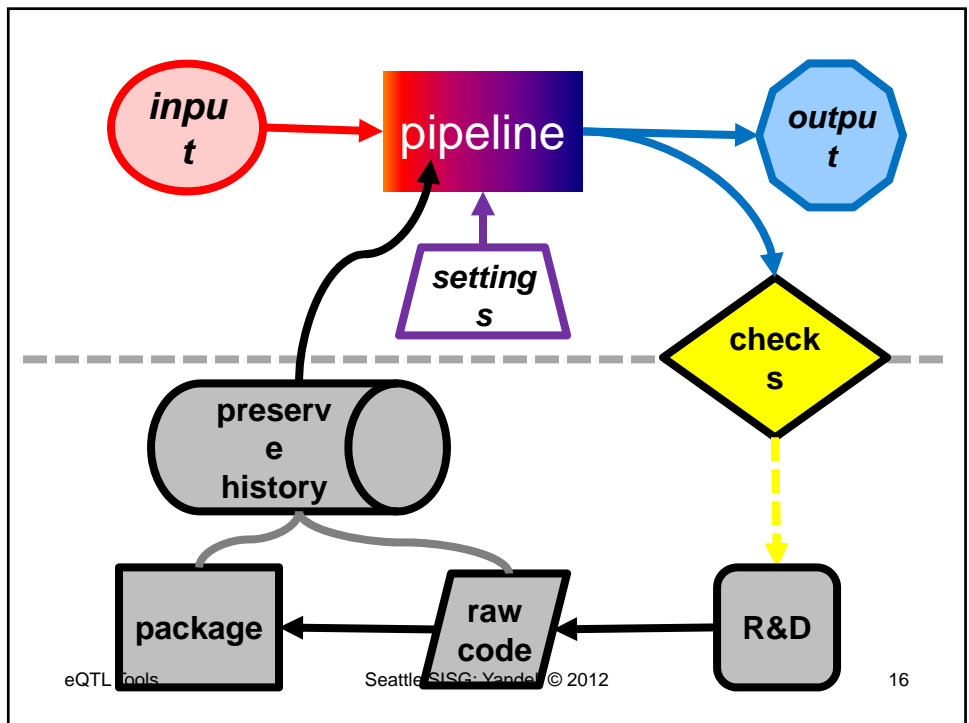 inpu
t
pipeline
outpu
t
setting
s
check
s
preserv
e
history
package
raw
code
R&D
eQTL Tools
Seattle SISG: Yandell © 2012
16